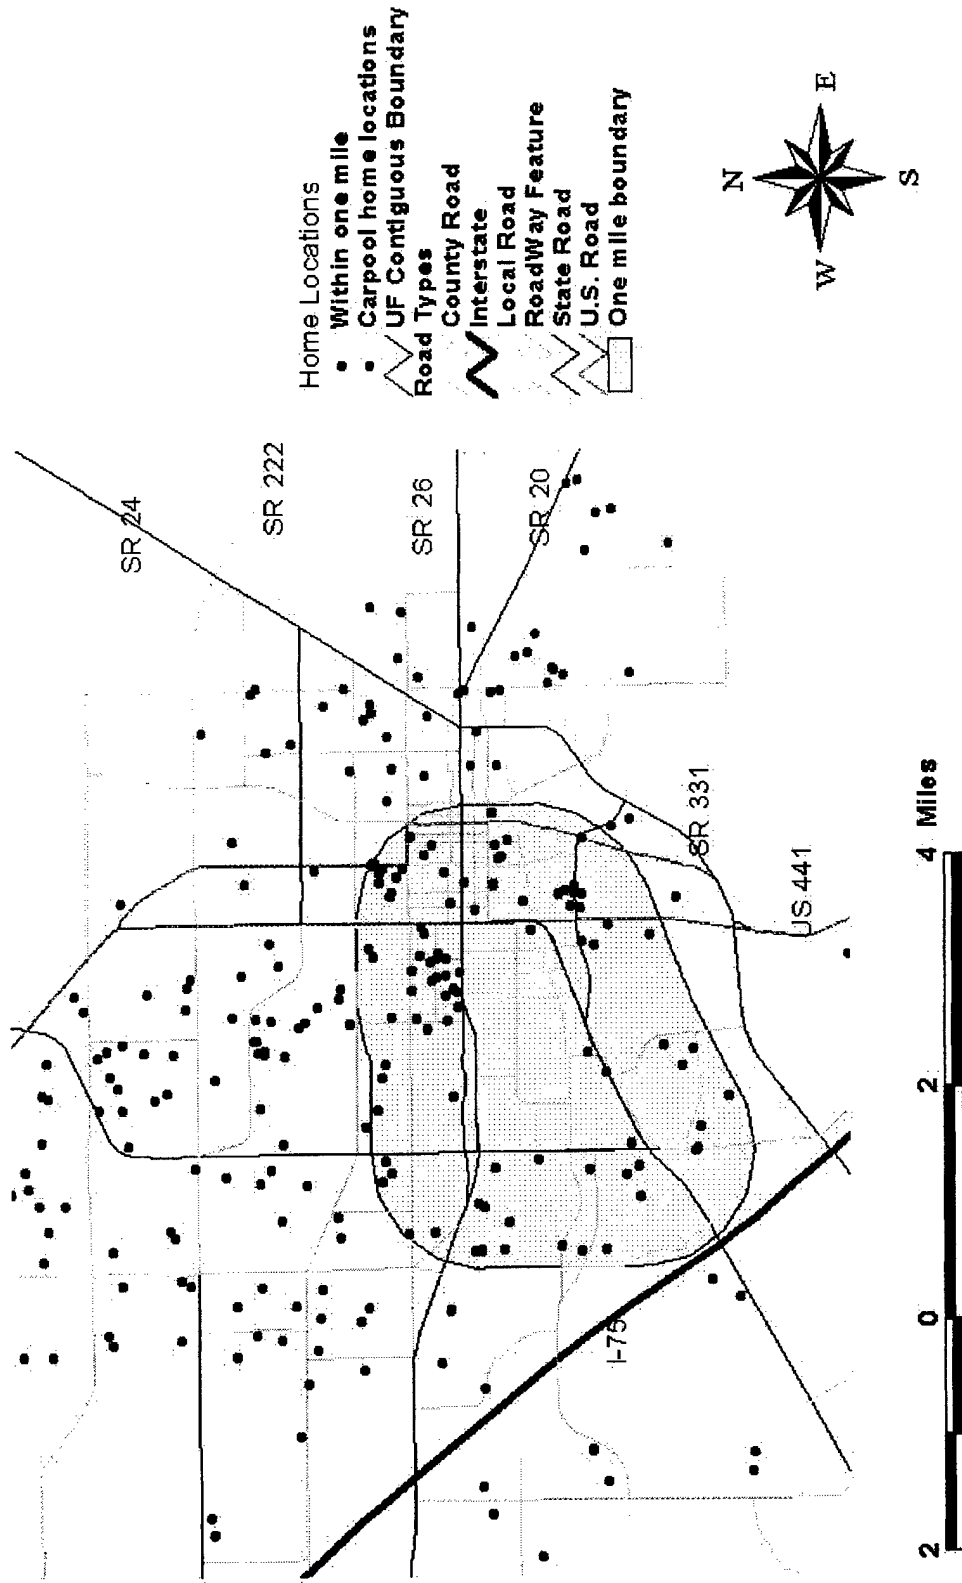 SR 24
SR 222
SR 26
SR 20
SR 331
US 441
I-75
Home Locations
Within one mile
Carpool home locations
UF Contiguous Boundary
Road Types
County Road
Interstate
Local Road
RoadWay Feature
State Road
U.S. Road
One mile boundary
N
W
E
S
2
0
2
4 Miles